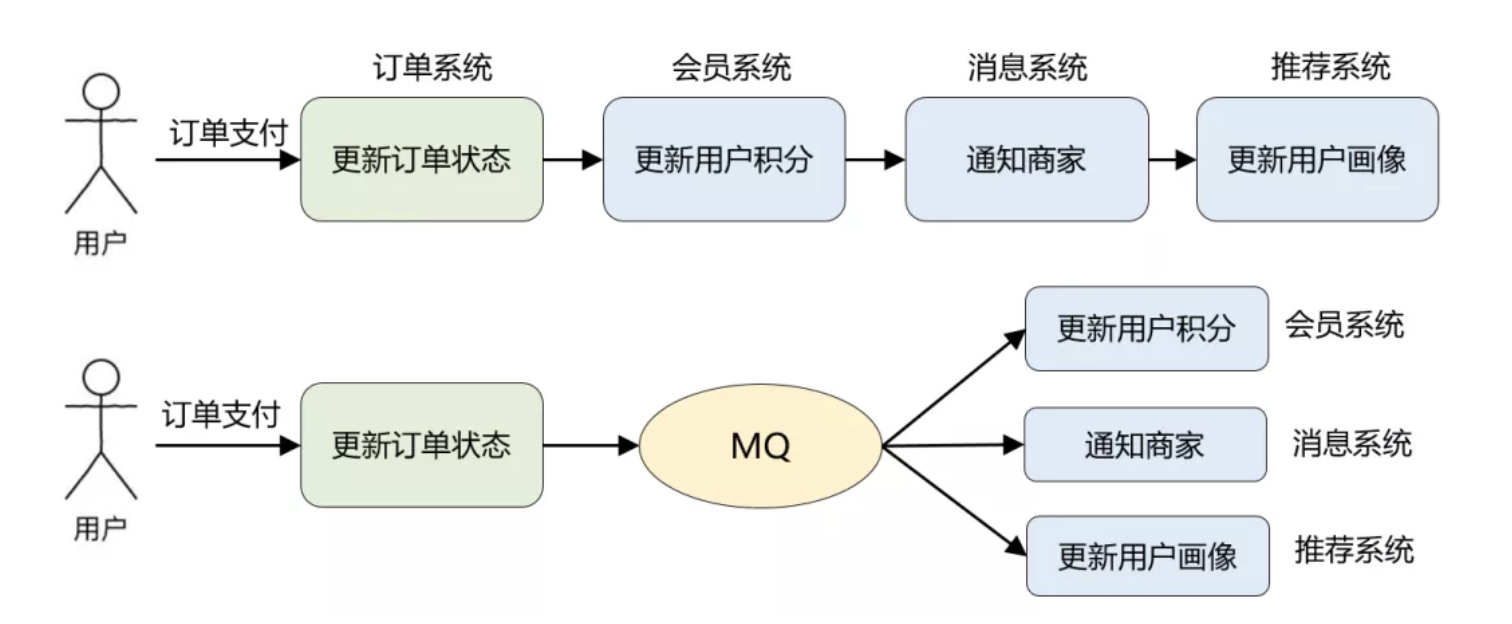 订单系统
会员系统
消息系统
推荐系统
订单支付
更新订单状态
更新用户积分
通知商家
更新用户画像
用户
订单支付
更新订单状态
MQ
更新用户积分
会员系统
通知商家
消息系统
更新用户画像
推荐系统
用户